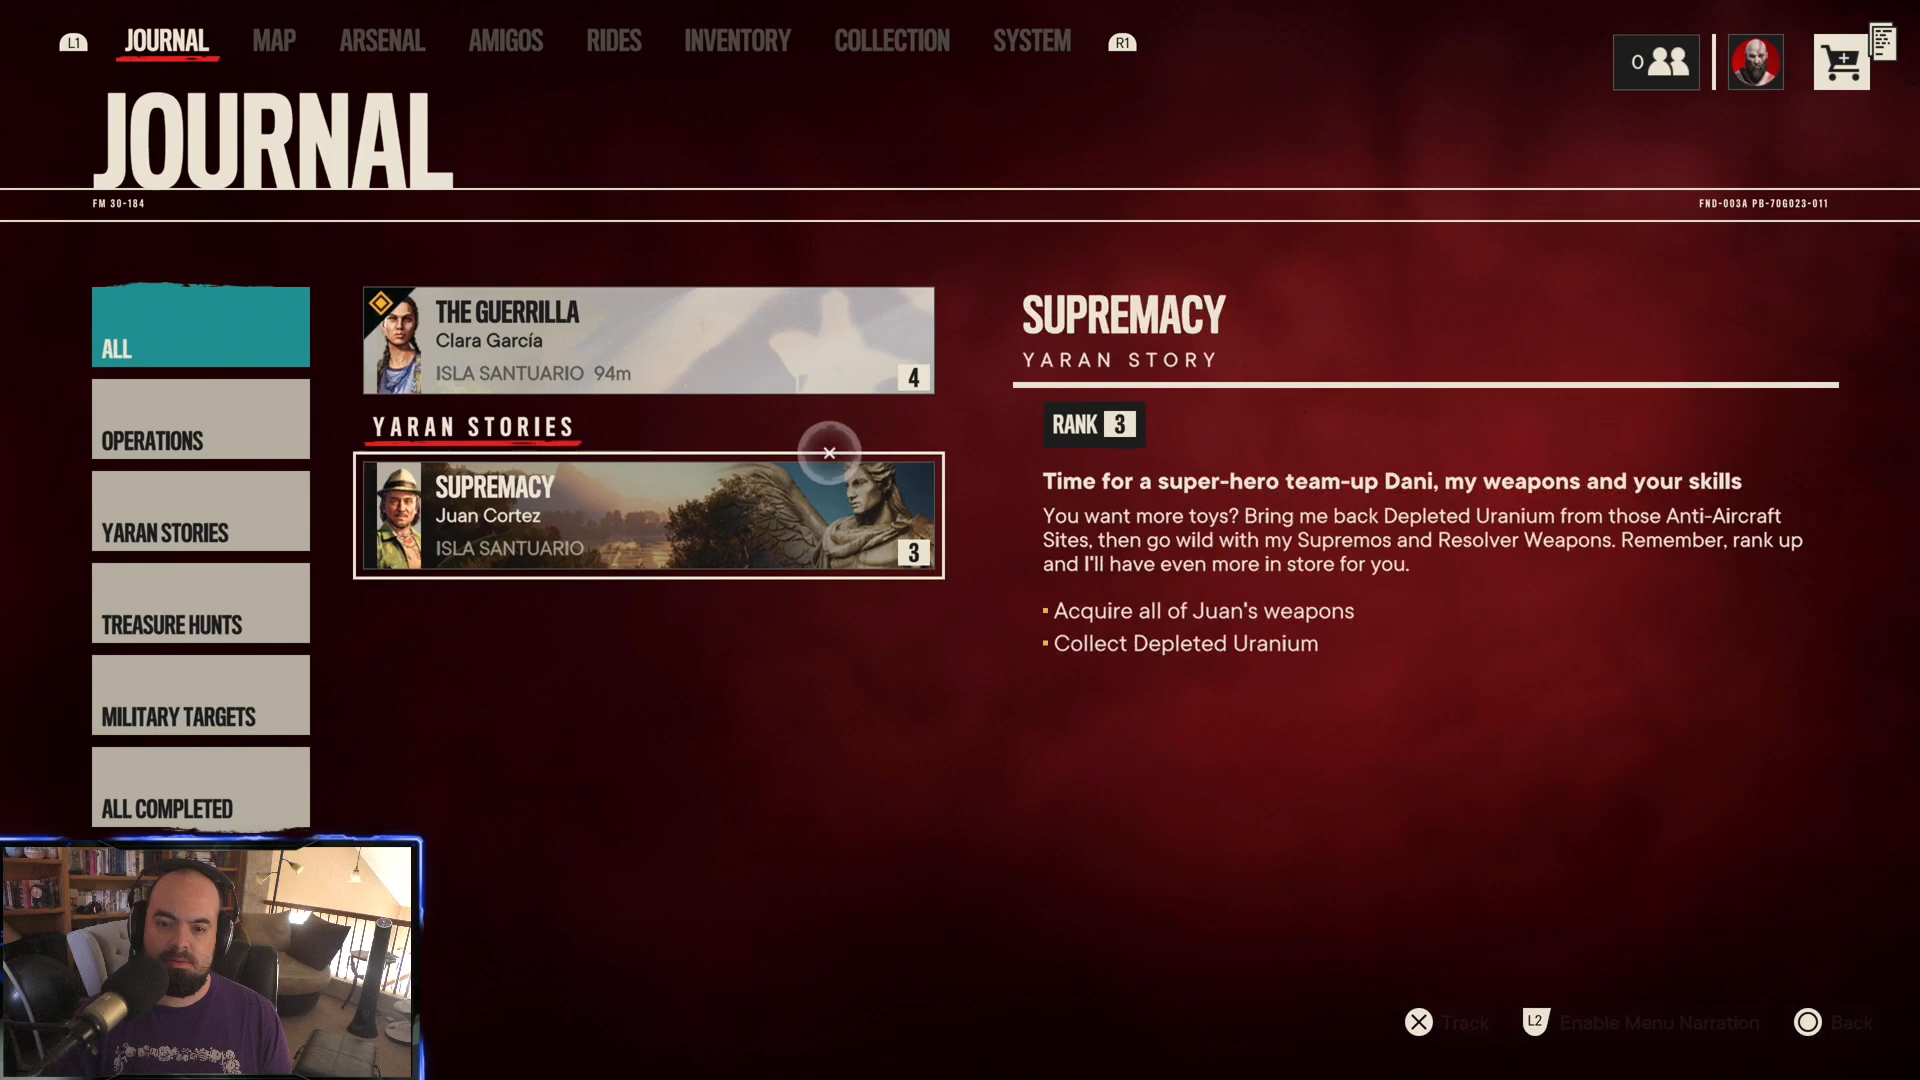 L1 JOURNAL MAP ARSENAL AMIGOS RIDES INVENTORY COLLECTION SYSTEM R1
0
JOURNAL
FM 30-184
FND-003A PB-70G023-011
ALL
OPERATIONS
YARAN STORIES
TREASURE HUNTS
MILITARY TARGETS
ALL COMPLETED
THE GUERRILLA
Clara García
ISLA SANTUARIO 94m
4
YARAN STORIES
SUPREMACY
Juan Cortez
ISLA SANTUARIO
3
SUPREMACY
YARAN STORY
RANK 3
Time for a super-hero team-up Dani, my weapons and your skills
You want more toys? Bring me back Depleted Uranium from those Anti-Aircraft
Sites, then go wild with my Supremos and Resolver Weapons. Remember, rank up
and I'll have even more in store for you.
Acquire all of Juan's weapons
Collect Depleted Uranium
Track L2 Enable Menu Narration Back